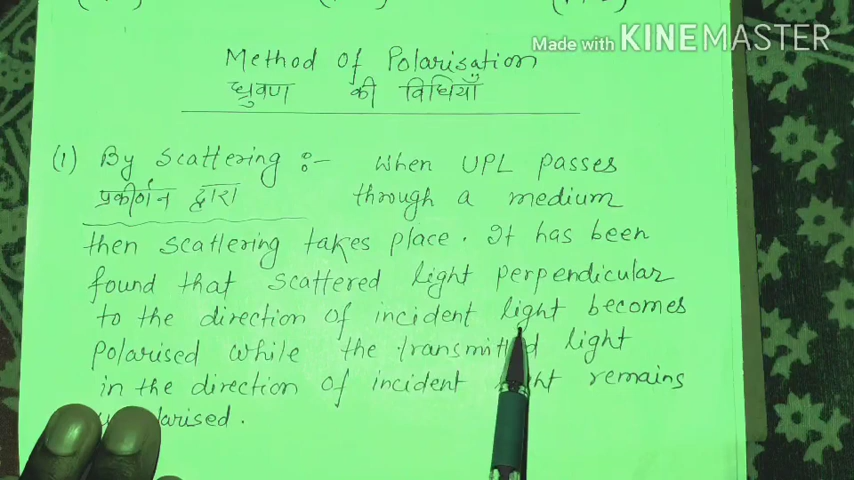 Made with KINEMASTER
Method of Polarisation
ध्रुवण की विधियाँ
(1) By Scattering :- When UPL passes
प्रकीर्णन द्वारा through a medium
then scattering takes place. It has been
found that scattered light perpendicular
to the direction of incident light becomes
Polarised while the transmitted light
in the direction of incident light remains